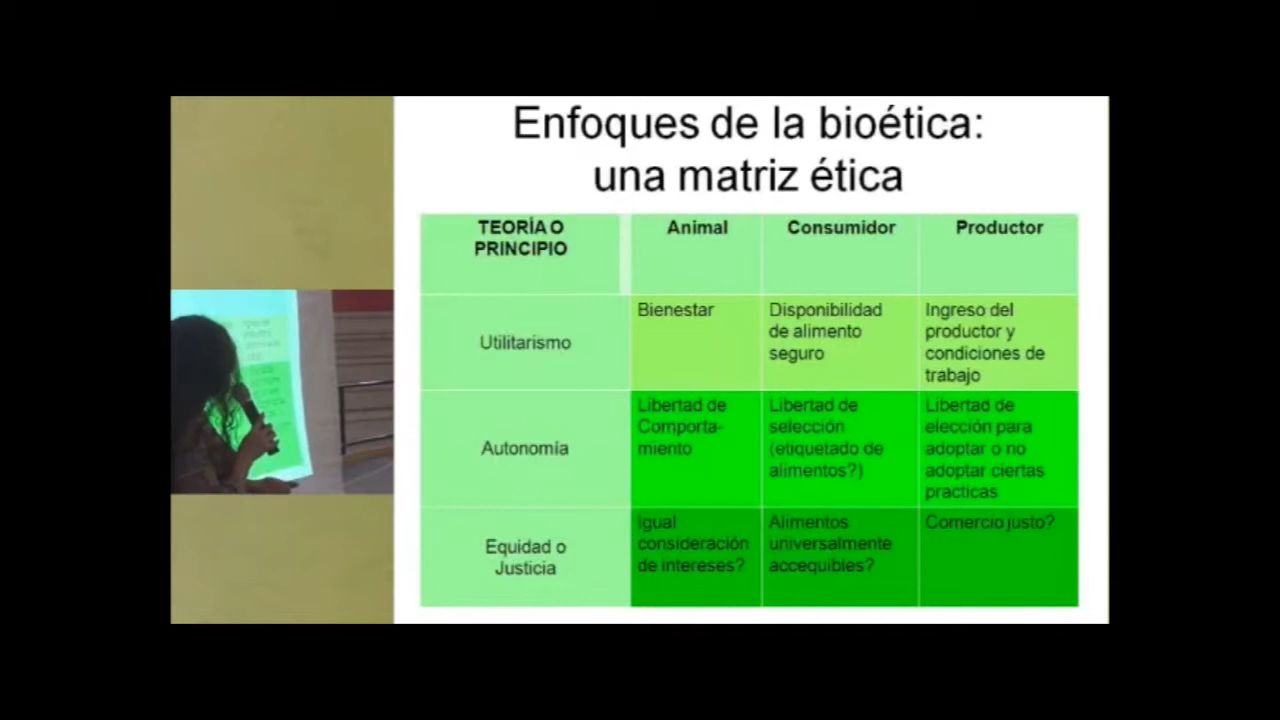 Enfoques de la bioética:
una matriz ética
TEORÍA O
PRINCIPIO
Animal
Consumidor
Productor
Utilitarismo
Bienestar
Disponibilidad
de alimento
seguro
Ingreso del
productor y
condiciones de
trabajo
Autonomía
Libertad de
Comporta-
miento
Libertad de
selección
(etiquetado de
alimentos?)
Libertad de
elección para
adoptar o no
adoptar ciertas
practicas
Equidad o
Justicia
Igual
consideración
de intereses?
Alimentos
universalmente
accequibles?
Comercio justo?